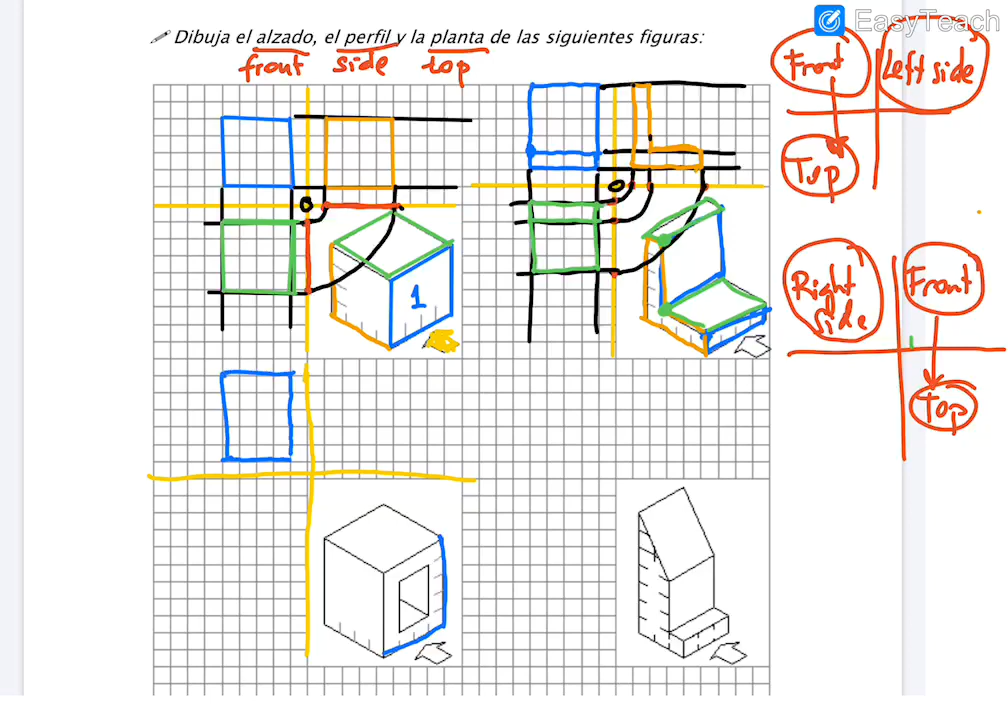 EasyTeach
Dibuja el alzado, el perfil y la planta de las siguientes figuras:
front side top
Front Left side
Top
1
Right side Front
Top